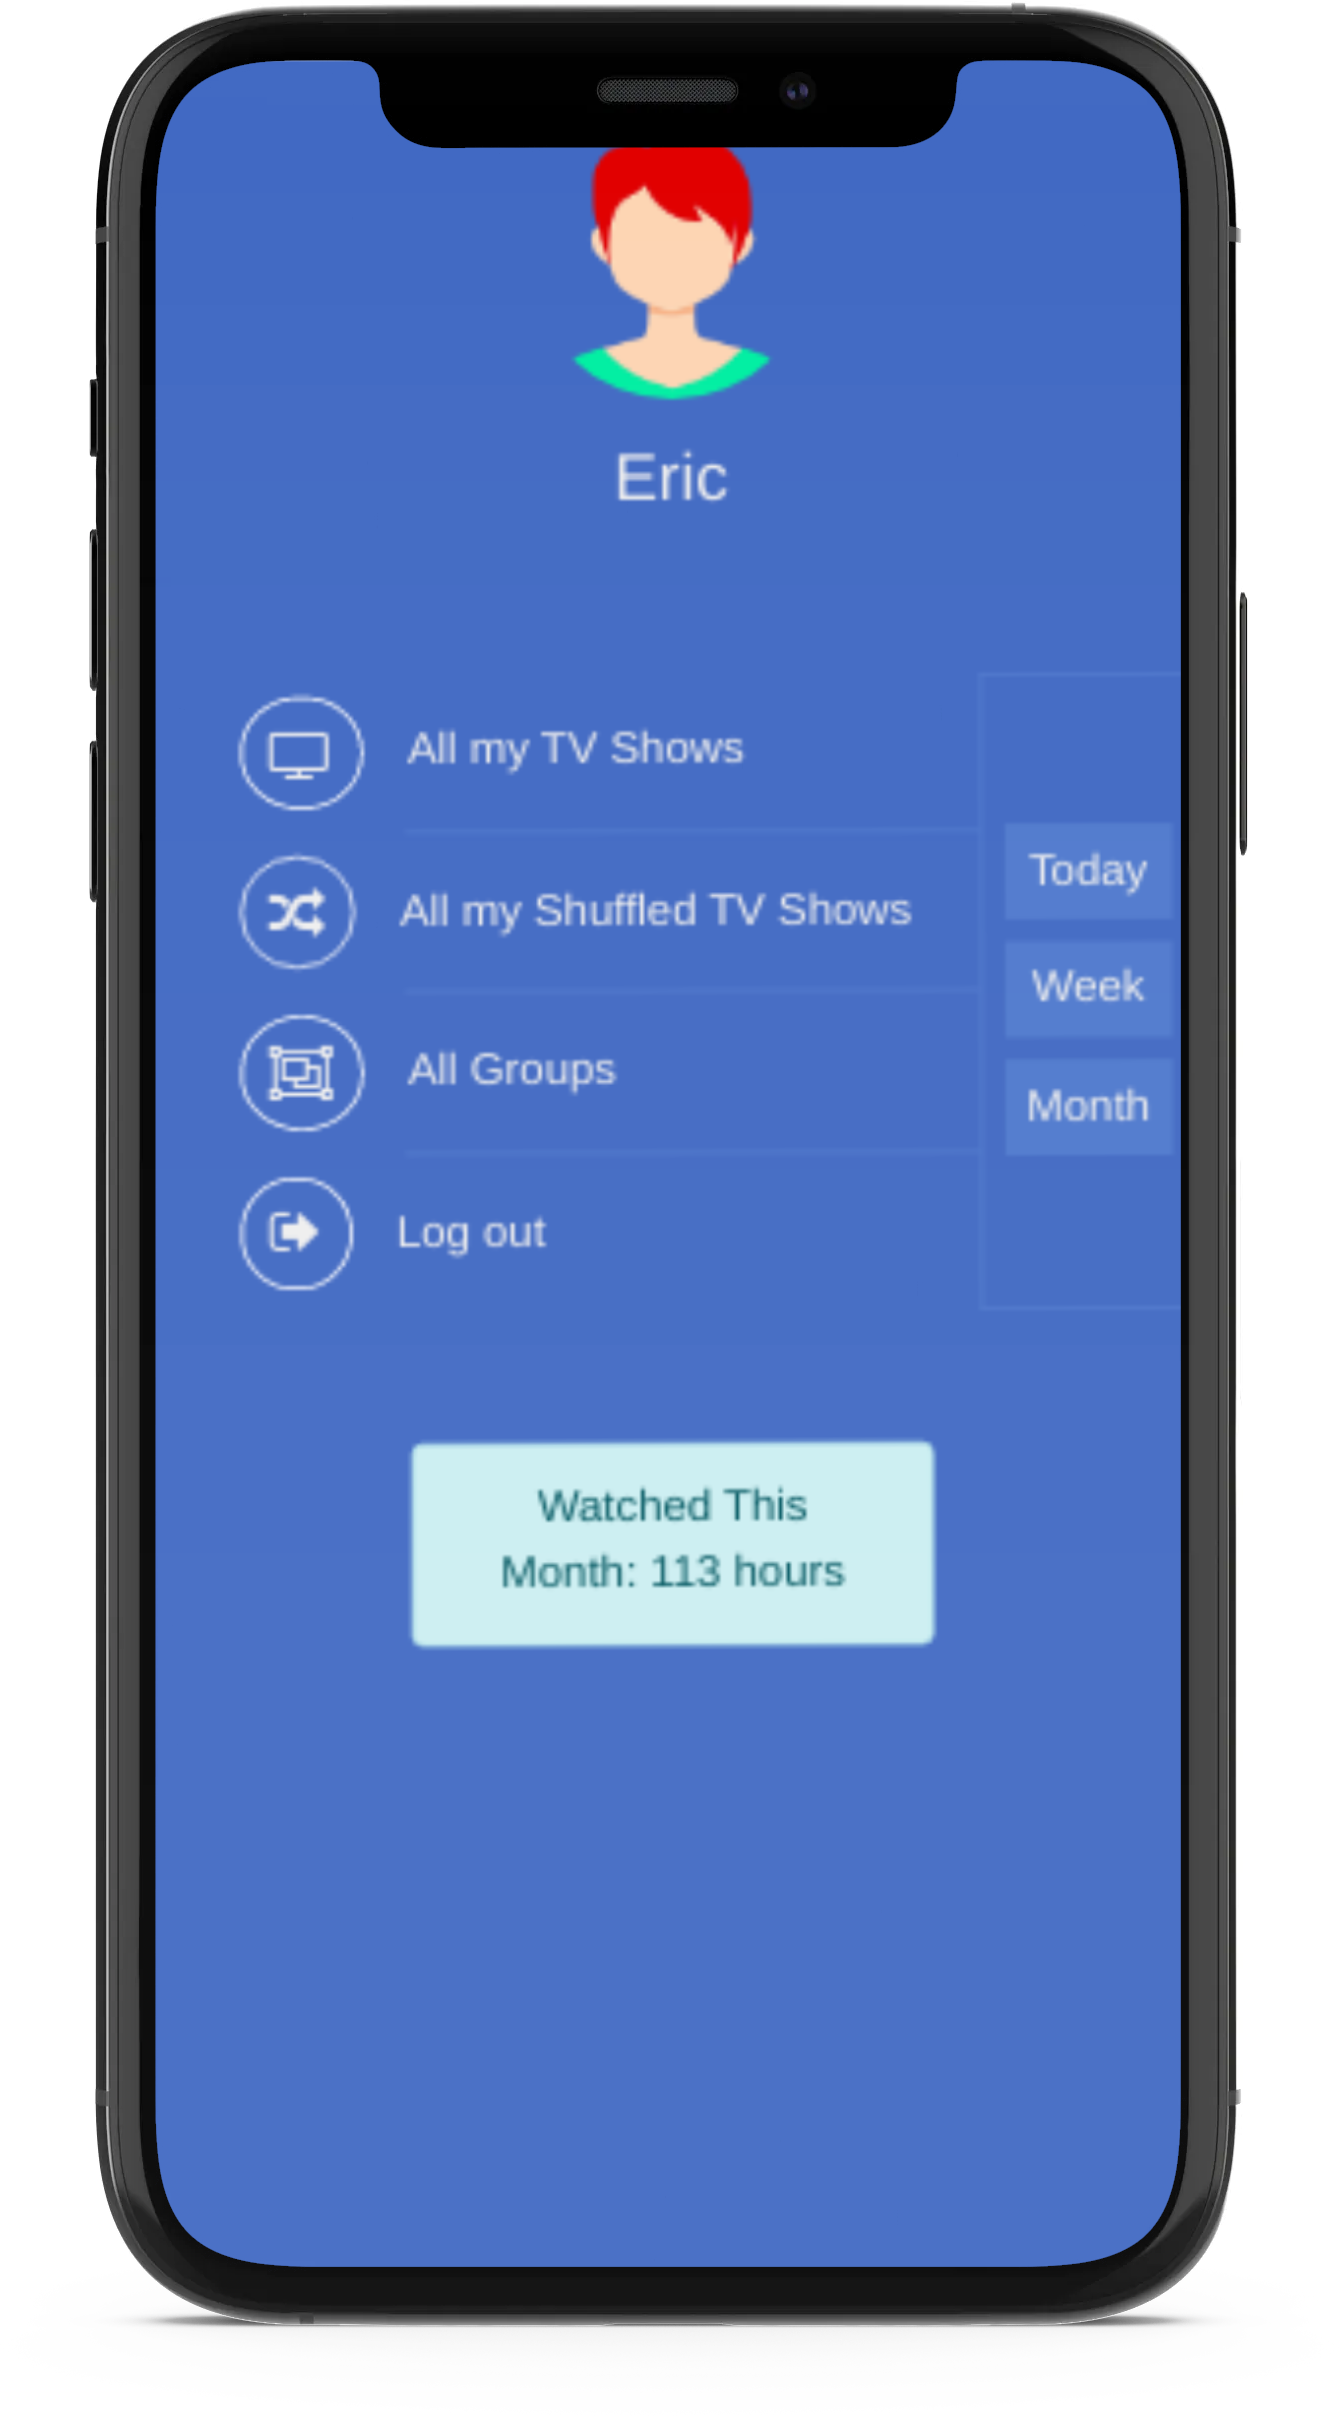 Eric
All my TV Shows
All my Shuffled TV Shows
All Groups
Log out
Today
Week
Month
Watched This
Month: 113 hours